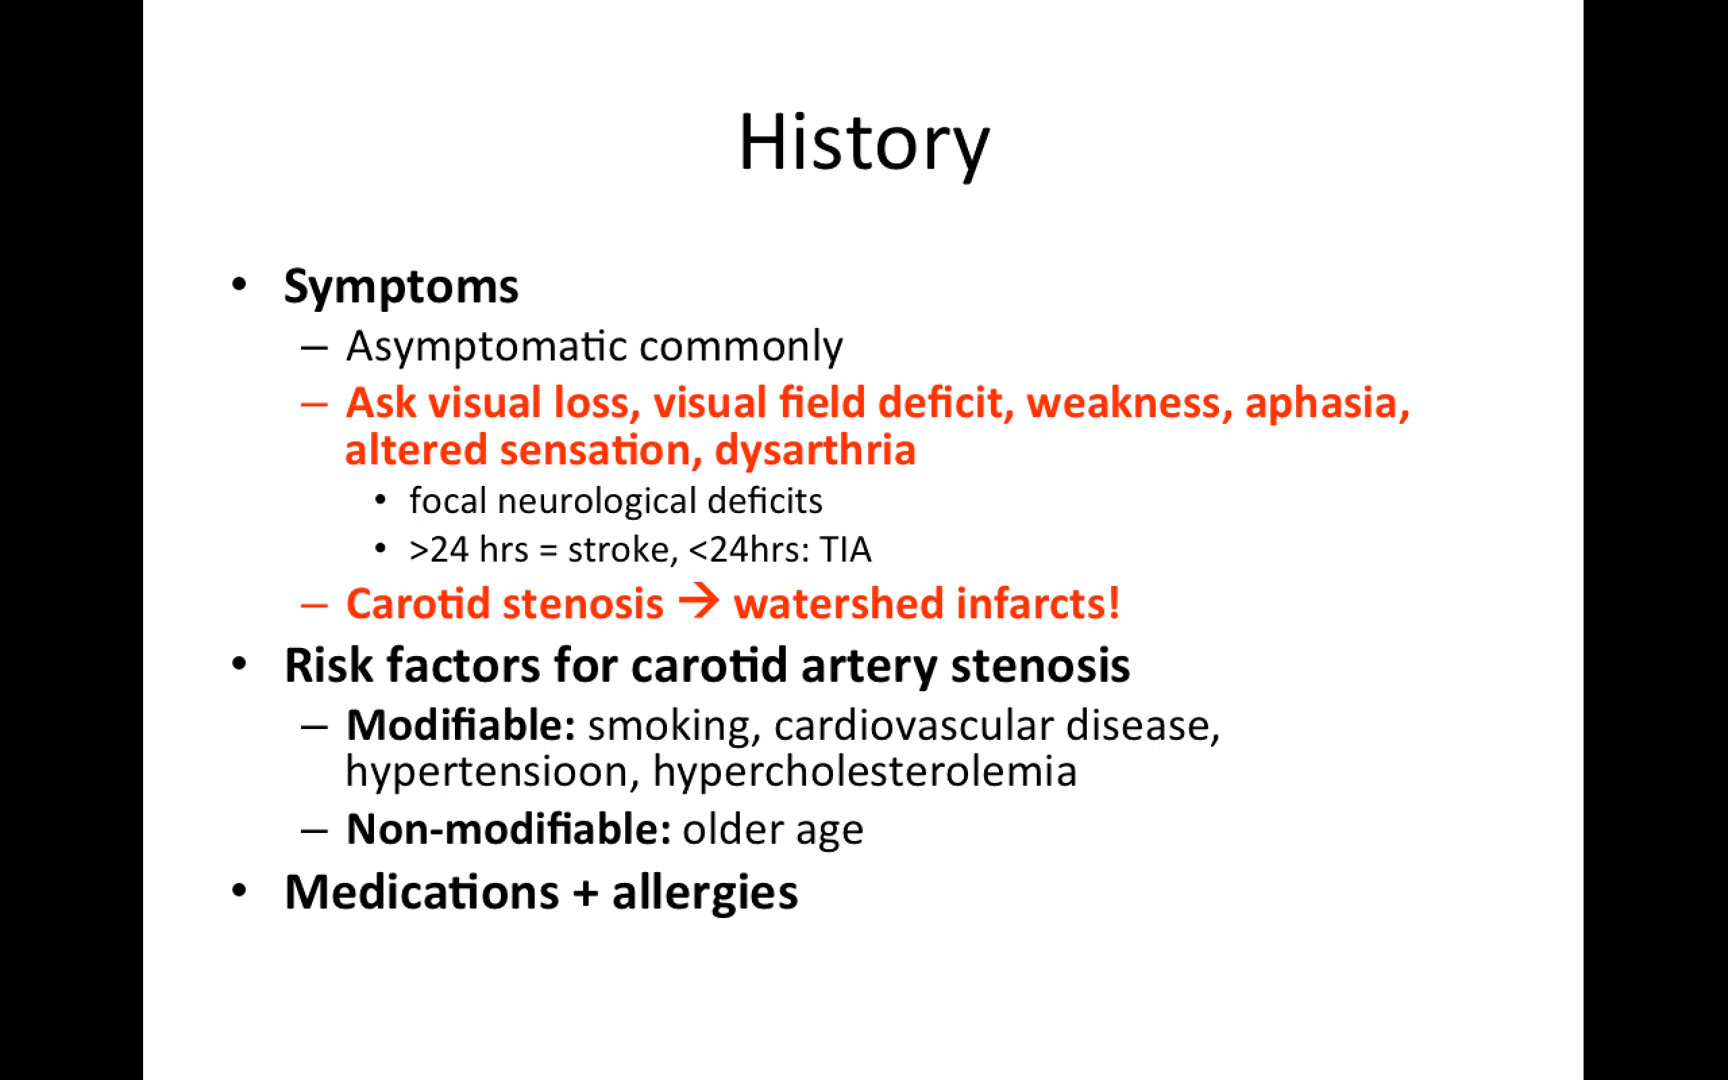 History
• Symptoms
– Asymptomatic commonly
– Ask visual loss, visual field deficit, weakness, aphasia,
altered sensation, dysarthria
• focal neurological deficits
• >24 hrs = stroke, <24hrs: TIA
– Carotid stenosis → watershed infarcts!
• Risk factors for carotid artery stenosis
– Modifiable: smoking, cardiovascular disease,
hypertensioon, hypercholesterolemia
– Non-modifiable: older age
• Medications + allergies